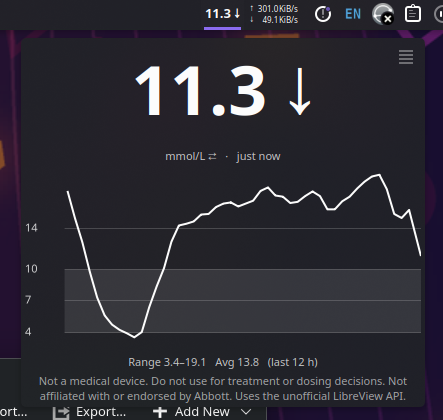 11.3 ↓ ↑ 301.0KiB/s EN
↓ 49.1KiB/s
11.3 ↓
mmol/L ⇄ · just now
14
10
7
4
Range 3.4–19.1 Avg 13.8 (last 12 h)
Not a medical device. Do not use for treatment or dosing decisions. Not
affiliated with or endorsed by Abbott. Uses the unofficial LibreView API.
ort... Export... Add New